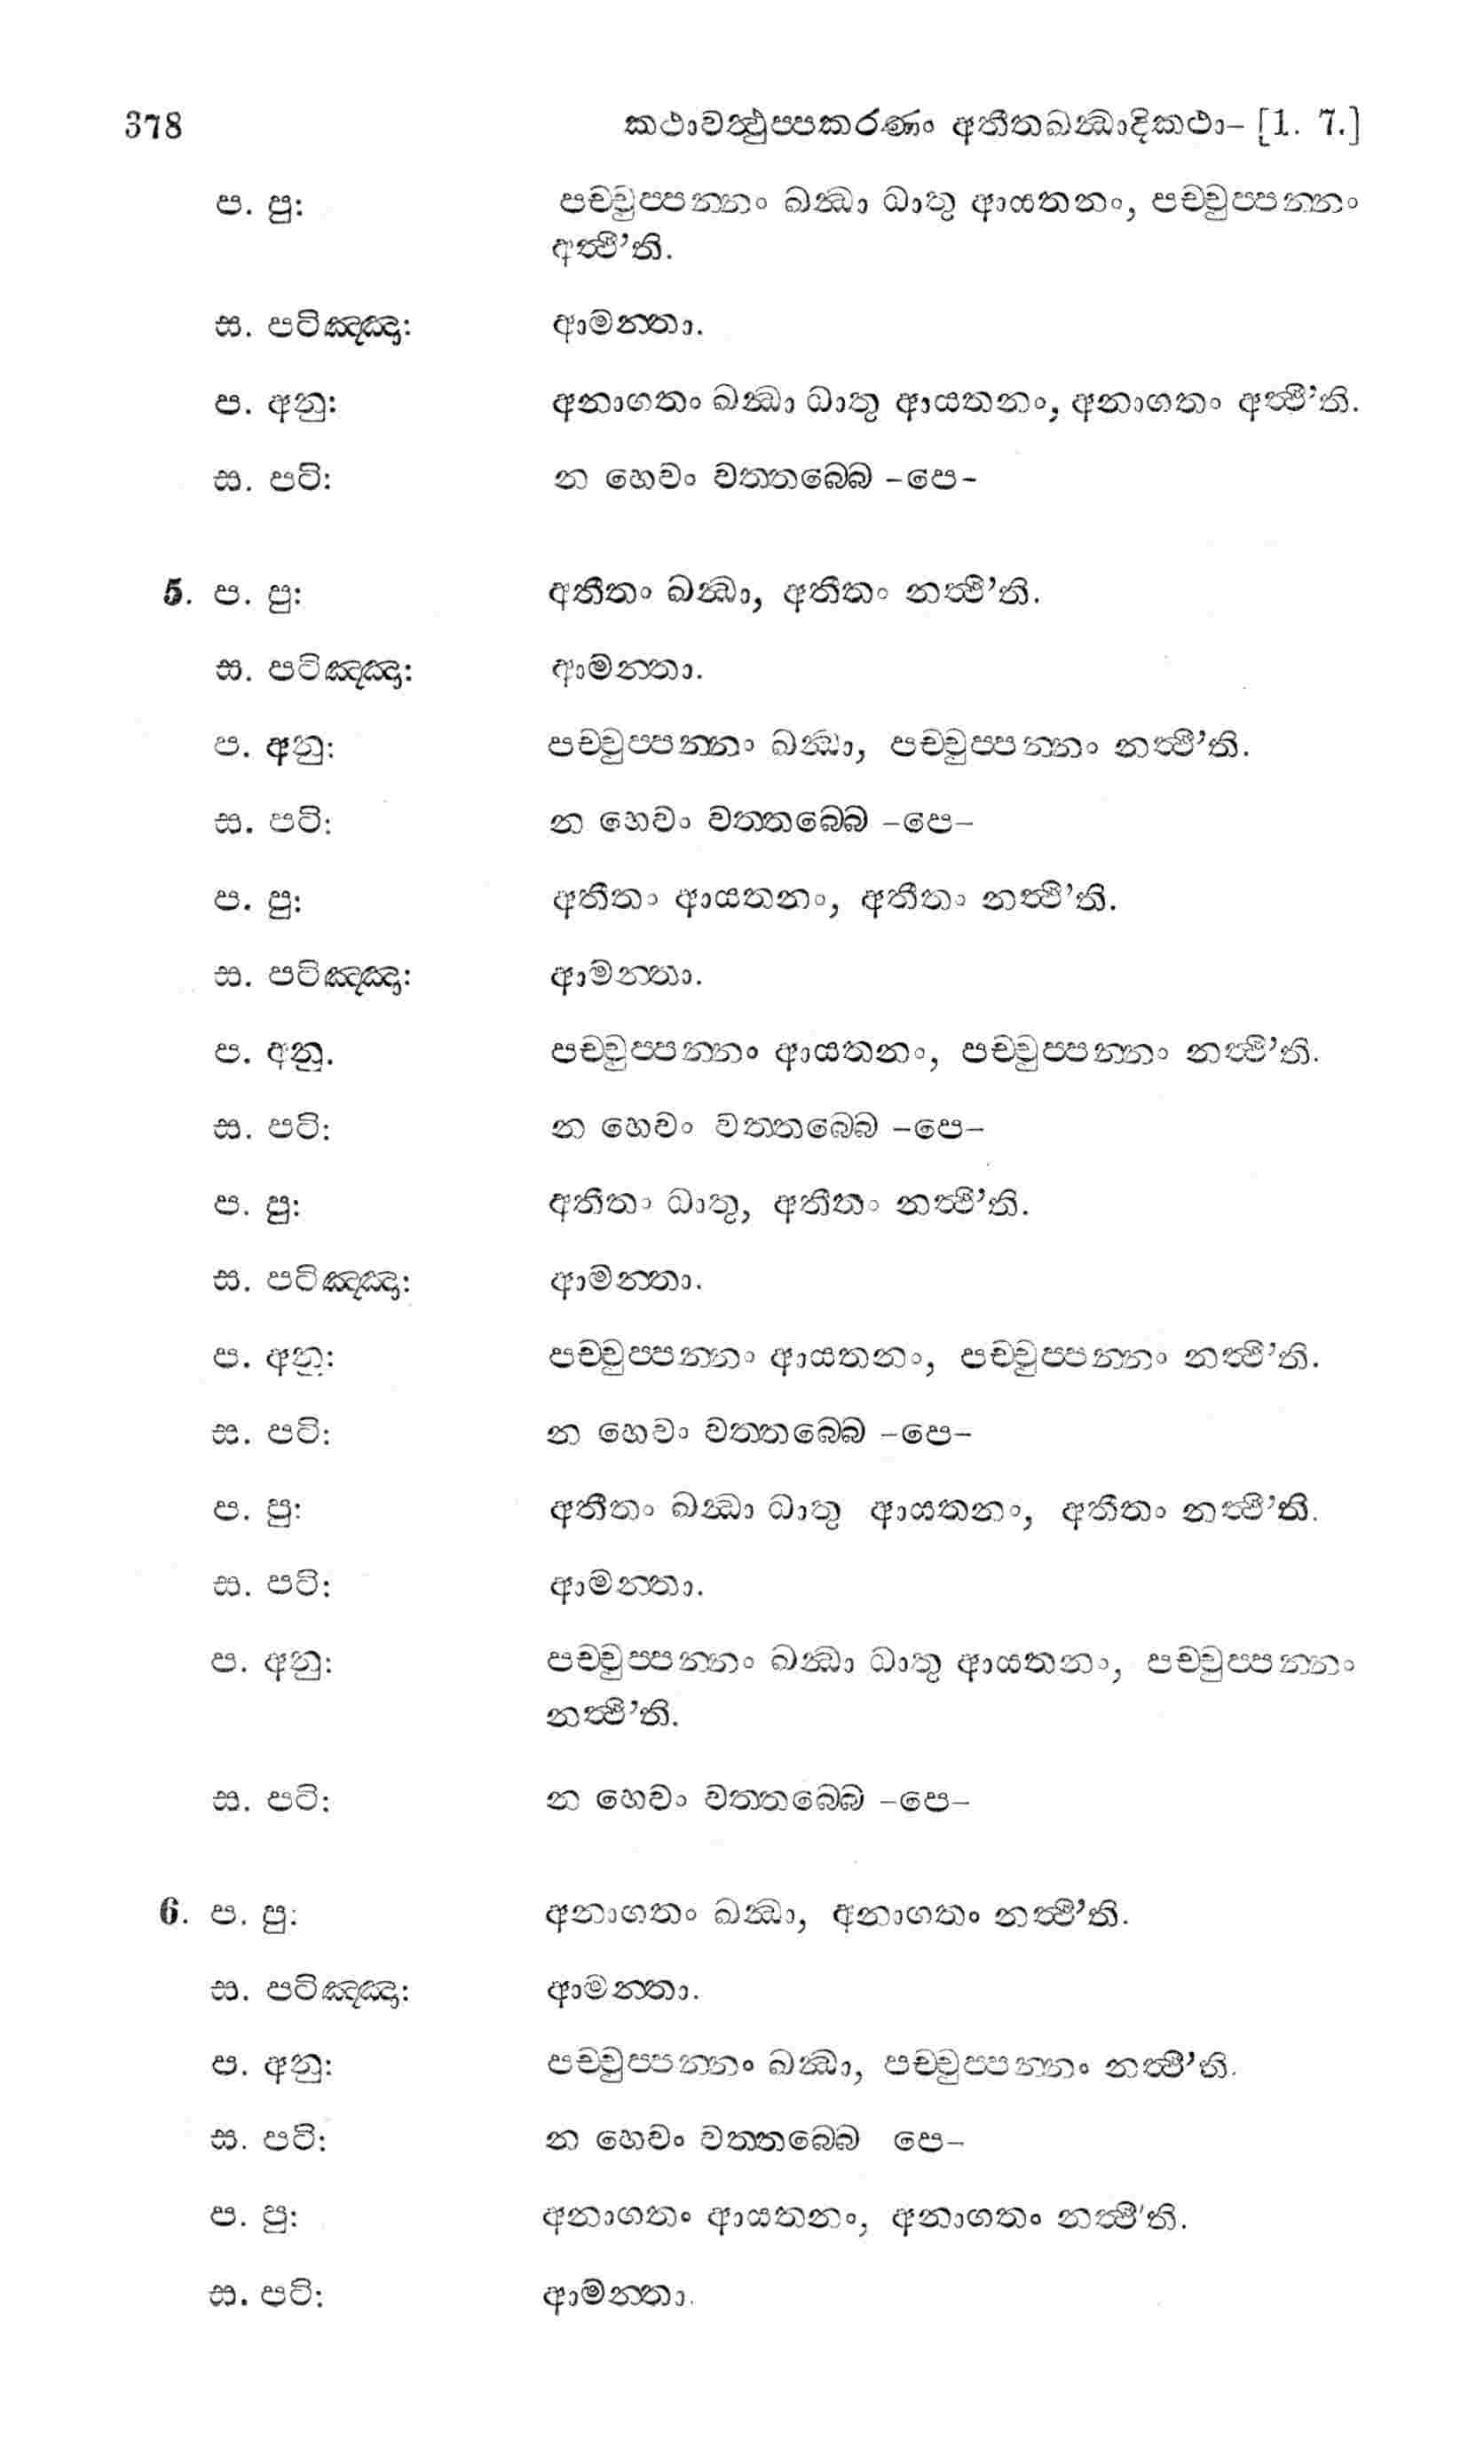 378 කථාවත්‍ථුප්පකරණං අතීතඛන්‍ධාදිකථා– [1. 7.]
ප. පු: පච්චුප්පන්නං ඛන්‍ධා ධාතු ආයතනං, පච්චුප්පන්නං
අත්‍ථී’ති.
ස. පටිඤ්ඤා: ආමන්තා.
ප. අනු: අනාගතං ඛන්‍ධා ධාතු ආයතනං, අනාගතං අත්‍ථී’ති.
ස. පටි: න හෙවං වත්තබ්බෙ –පෙ–
5. ප. පු: අතීතං ඛන්‍ධා, අතීතං නත්‍ථී’ති.
ස. පටිඤ්ඤා: ආමන්තා.
ප. අනු: පච්චුප්පන්නං ඛන්‍ධා, පච්චුප්පන්නං නත්‍ථී’ති.
ස. පටි: න හෙවං වත්තබ්බෙ –පෙ–
ප. පු: අතීතං ආයතනං, අතීතං නත්‍ථී’ති.
ස. පටිඤ්ඤා: ආමන්තා.
ප. අනු. පච්චුප්පන්නං ආයතනං, පච්චුප්පන්නං නත්‍ථී’ති.
ස. පටි: න හෙවං වත්තබ්බෙ –පෙ–
ප. පු: අතීතං ධාතු, අතීතං නත්‍ථී’ති.
ස. පටිඤ්ඤා: ආමන්තා.
ප. අනු: පච්චුප්පන්නං ආයතනං, පච්චුප්පන්නං නත්‍ථී’ති.
ස. පටි: න හෙවං වත්තබ්බෙ –පෙ–
ප. පු: අතීතං ඛන්‍ධා ධාතු ආයතනං, අතීතං නත්‍ථී’ති.
ස. පටි: ආමන්තා.
ප. අනු: පච්චුප්පන්නං ඛන්‍ධා ධාතු ආයතනං, පච්චුප්පන්නං
නත්‍ථී’ති.
ස. පටි: න හෙවං වත්තබ්බෙ –පෙ–
6. ප. පු: අනාගතං ඛන්‍ධා, අනාගතං නත්‍ථී’ති.
ස. පටිඤ්ඤා: ආමන්තා.
ප. අනු: පච්චුප්පන්නං ඛන්‍ධා, පච්චුප්පන්නං නත්‍ථී’ති.
ස. පටි: න හෙවං වත්තබ්බෙ පෙ–
ප. පු: අනාගතං ආයතනං, අනාගතං නත්‍ථී’ති.
ස. පටි: ආමන්තා.